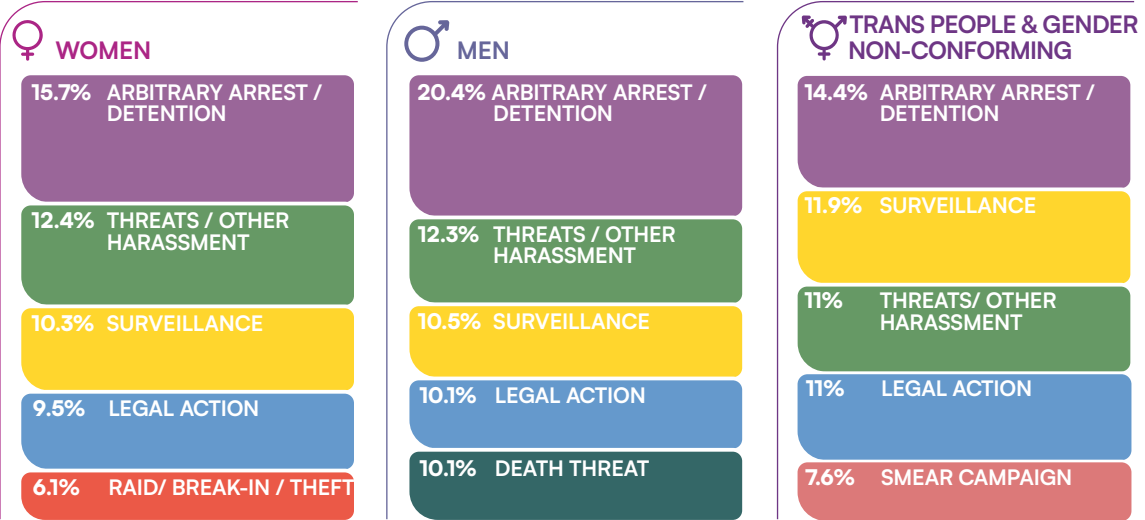 WOMEN
15.7% ARBITRARY ARREST /
DETENTION
12.4% THREATS / OTHER
HARASSMENT
10.3% SURVEILLANCE
9.5% LEGAL ACTION
6.1% RAID/ BREAK-IN / THEFT
MEN
20.4% ARBITRARY ARREST /
DETENTION
12.3% THREATS / OTHER
HARASSMENT
10.5% SURVEILLANCE
10.1% LEGAL ACTION
10.1% DEATH THREAT
TRANS PEOPLE & GENDER
NON-CONFORMING
14.4% ARBITRARY ARREST /
DETENTION
11.9% SURVEILLANCE
11% THREATS/ OTHER
HARASSMENT
11% LEGAL ACTION
7.6% SMEAR CAMPAIGN